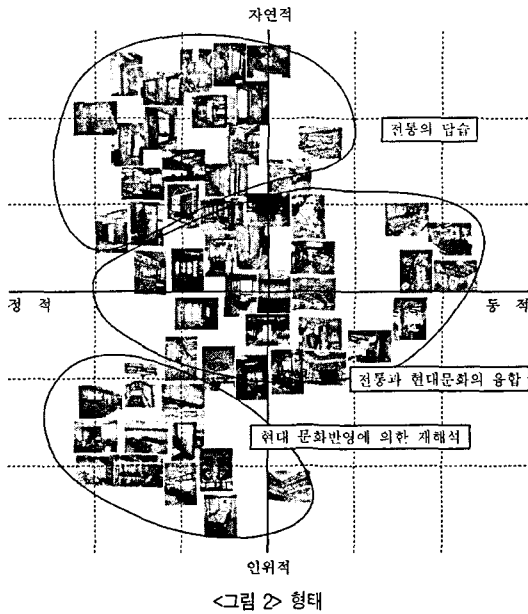 자연적
전통의 답습
정적
동적
전통과 현대문화의 융합
현대 문화반영에 의한 재해석
인위적
<그림 2> 형태